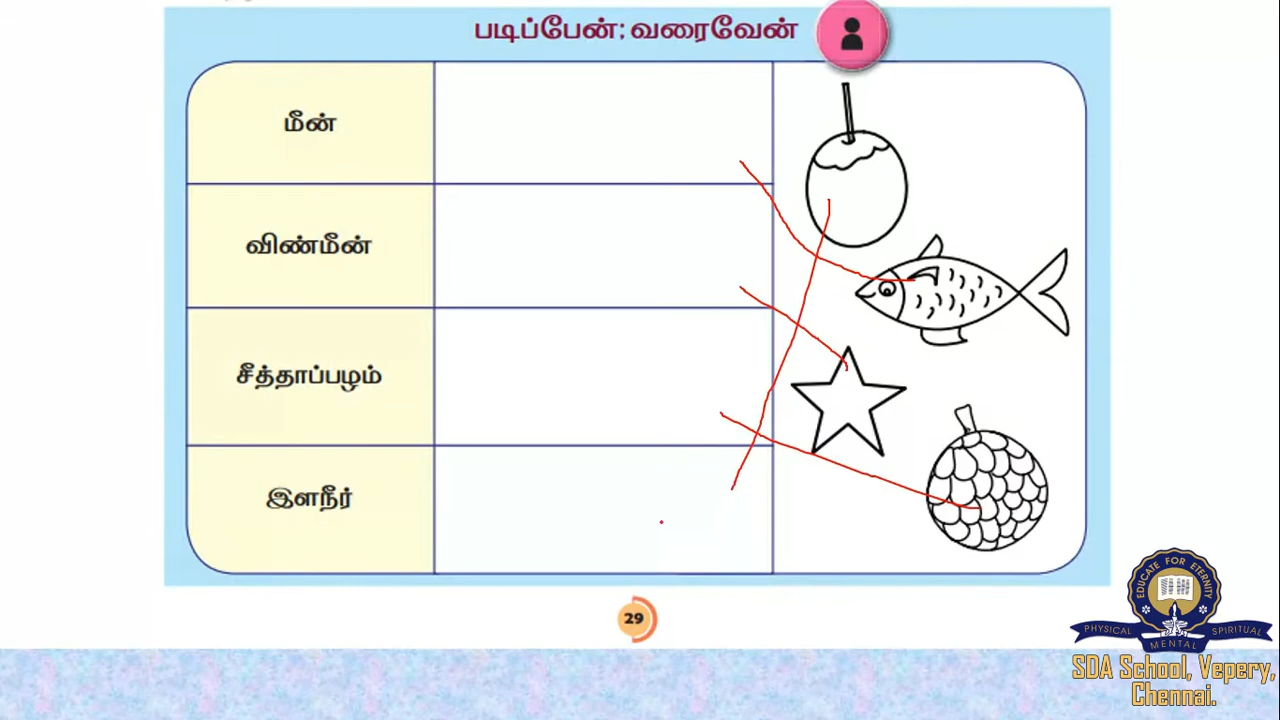 படிப்பேன்; வரைவேன்
மீன்
விண்மீன்
சீத்தாப்பழம்
இளநீர்
29
EDUCATE FOR ETERNITY
PHYSICAL
MENTAL
SPIRITUAL
SDA School, Vepery,
Chennai.